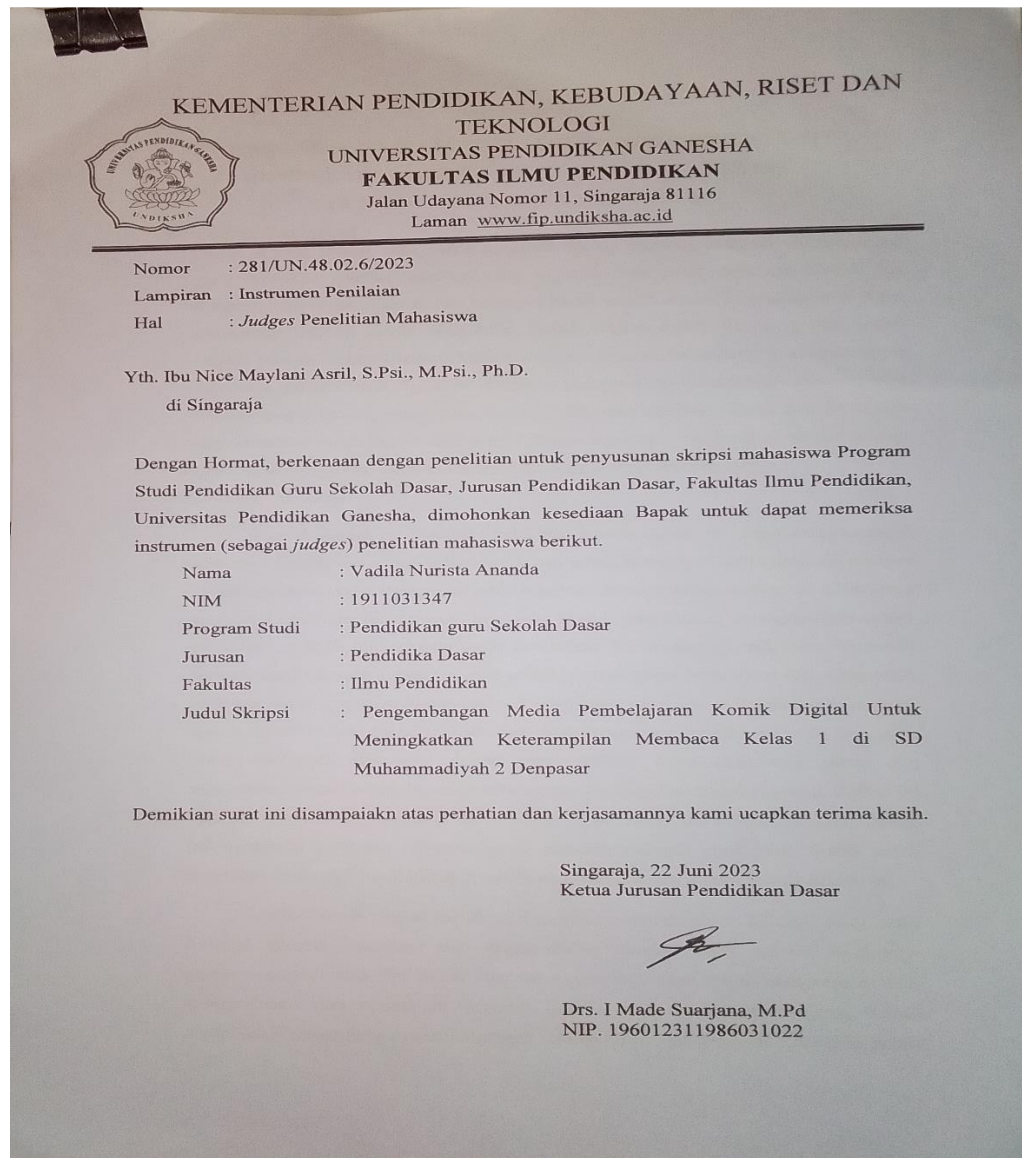 KEMENTERIAN PENDIDIKAN, KEBUDAYAAN, RISET DAN
TEKNOLOGI
UNIVERSITAS PENDIDIKAN GANESHA
FAKULTAS ILMU PENDIDIKAN
Jalan Udayana Nomor 11, Singaraja 81116
Laman www.fip.undiksha.ac.id
UNIVERSITAS PENDIDIKAN GANESHA
UNDIKSHA
Nomor : 281/UN.48.02.6/2023
Lampiran : Instrumen Penilaian
Hal : Judges Penelitian Mahasiswa
Yth. Ibu Nice Maylani Asril, S.Psi., M.Psi., Ph.D.
di Singaraja
Dengan Hormat, berkenaan dengan penelitian untuk penyusunan skripsi mahasiswa Program
Studi Pendidikan Guru Sekolah Dasar, Jurusan Pendidikan Dasar, Fakultas Ilmu Pendidikan,
Universitas Pendidikan Ganesha, dimohonkan kesediaan Bapak untuk dapat memeriksa
instrumen (sebagai judges) penelitian mahasiswa berikut.
Nama : Vadila Nurista Ananda
NIM : 1911031347
Program Studi : Pendidikan guru Sekolah Dasar
Jurusan : Pendidika Dasar
Fakultas : Ilmu Pendidikan
Judul Skripsi : Pengembangan Media Pembelajaran Komik Digital Untuk
Meningkatkan Keterampilan Membaca Kelas 1 di SD
Muhammadiyah 2 Denpasar
Demikian surat ini disampaiakn atas perhatian dan kerjasamannya kami ucapkan terima kasih.
Singaraja, 22 Juni 2023
Ketua Jurusan Pendidikan Dasar
Drs. I Made Suarjana, M.Pd
NIP. 196012311986031022